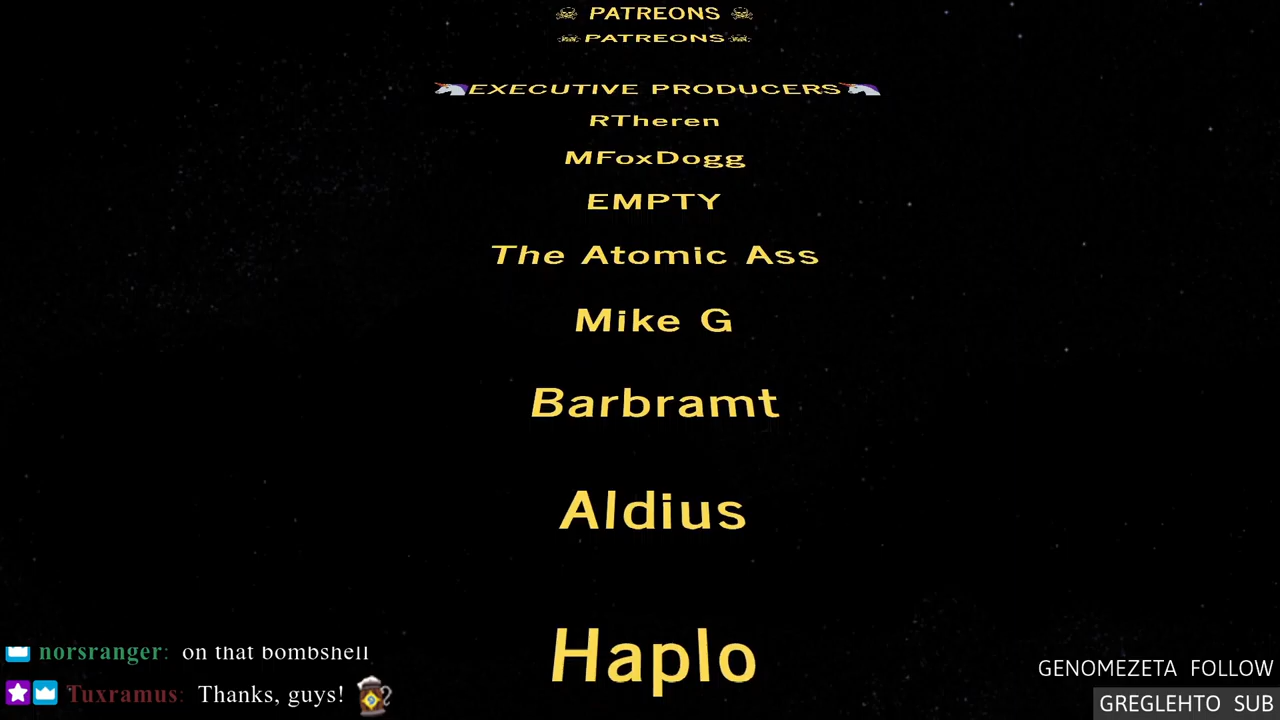 ☠ PATREONS ☠
☠ PATREONS ☠
🦄EXECUTIVE PRODUCERS🦄
RTheren
MFoxDogg
EMPTY
The Atomic Ass
Mike G
Barbramt
Aldius
Haplo
norsranger: on that bombshell
Tuxramus: Thanks, guys!
GENOMEZETA FOLLOW
GREGLEHTO SUB